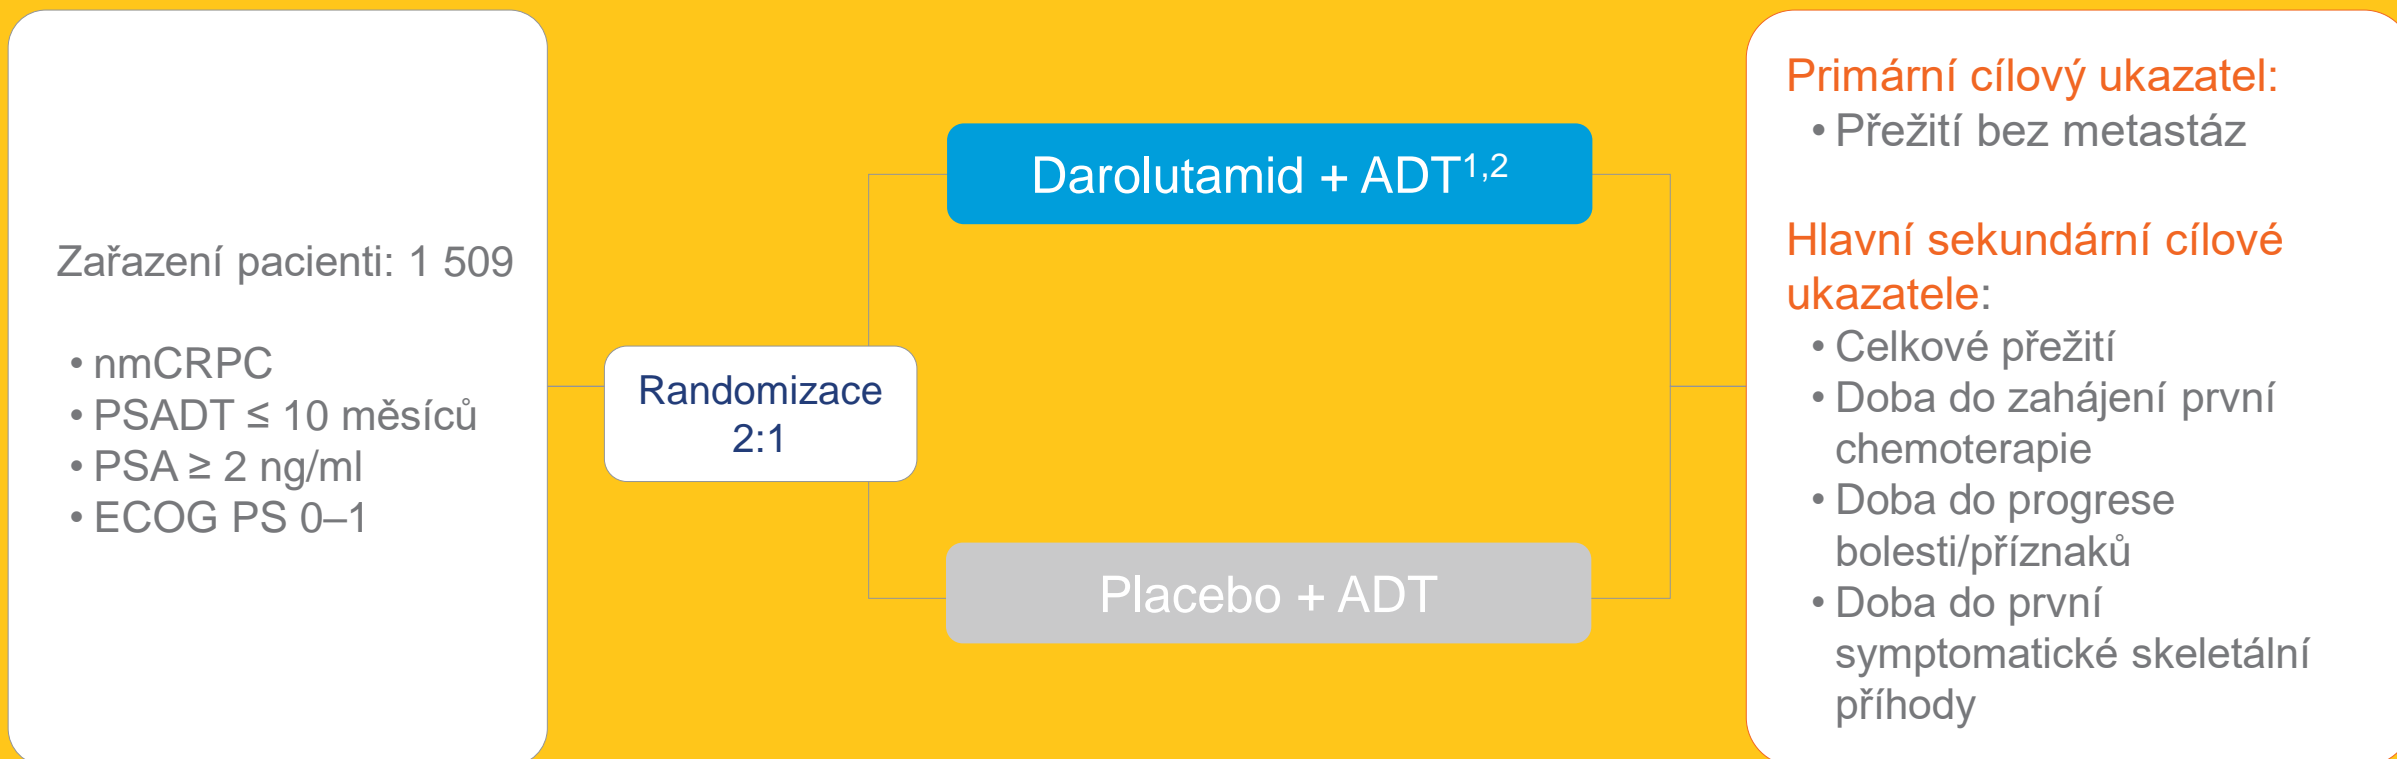 Zařazení pacienti: 1 509
• nmCRPC
• PSADT ≤ 10 měsíců
• PSA ≥ 2 ng/ml
• ECOG PS 0–1
Randomizace
2:1
Darolutamid + ADT1,2
Placebo + ADT
Primární cílový ukazatel:
• Přežití bez metastáz
Hlavní sekundární cílové
ukazatele:
• Celkové přežití
• Doba do zahájení první
chemoterapie
• Doba do progrese
bolesti/příznaků
• Doba do první
symptomatické skeletální
příhody